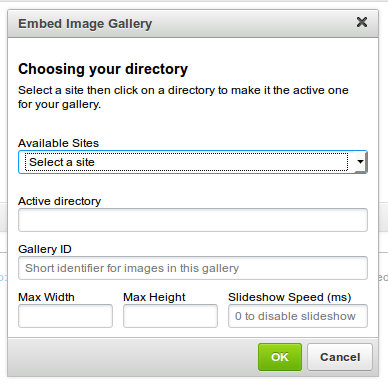 Embed Image Gallery
Choosing your directory
Select a site then click on a directory to make it the active one
for your gallery.
Available Sites
Select a site
Active directory
Gallery ID
Short identifier for images in this gallery
Max Width Max Height Slideshow Speed (ms)
0 to disable slideshow
OK Cancel